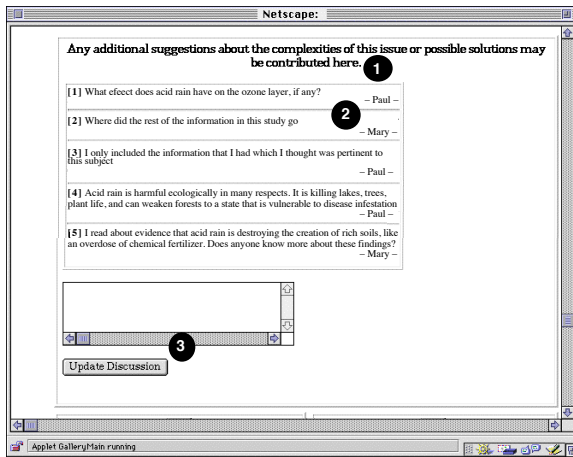 Netscape:
Any additional suggestions about the complexities of this issue or possible solutions may
be contributed here.
1
[1] What efeect does acid rain have on the ozone layer, if any?
– Paul –
2
[2] Where did the rest of the information in this study go
– Mary –
[3] I only included the information that I had which I thought was pertinent to
this subject
– Paul –
[4] Acid rain is harmful ecologically in many respects. It is killing lakes, trees,
plant life, and can weaken forests to a state that is vulnerable to disease infestation
– Paul –
[5] I read about evidence that acid rain is destroying the creation of rich soils, like
an overdose of chemical fertilizer. Does anyone know more about these findings?
– Mary –
3
Update Discussion
Applet GalleryMain running